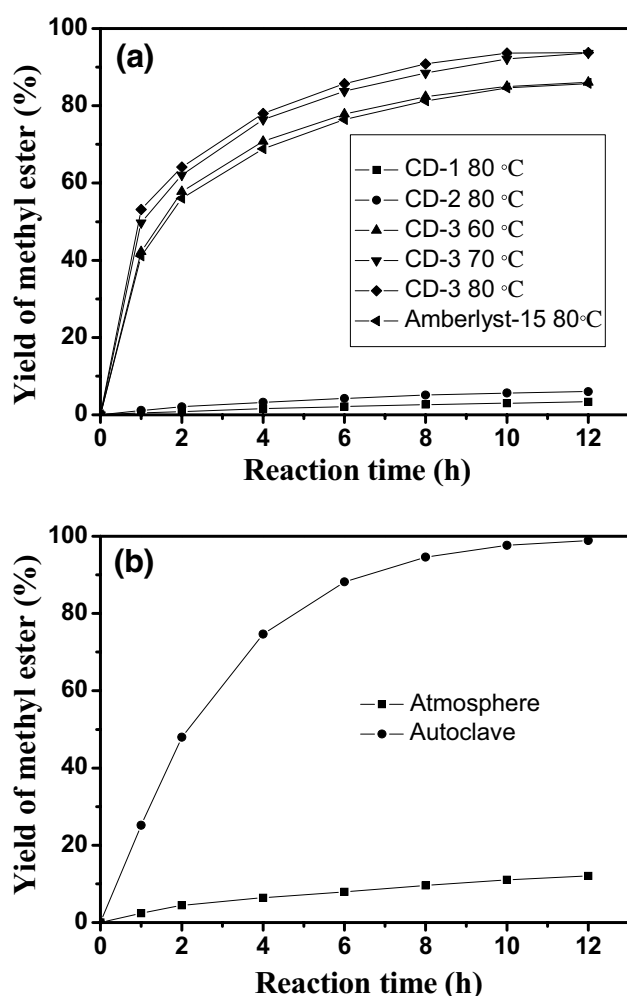 100
(a)
80
60
40
20
0
Yield of methyl ester (%)
CD-1 80 °C
CD-2 80 °C
CD-3 60 °C
CD-3 70 °C
CD-3 80 °C
Amberlyst-15 80°C
0 2 4 6 8 10 12
Reaction time (h)
100
(b)
80
60
40
20
0
Yield of methyl ester (%)
Atmosphere
Autoclave
0 2 4 6 8 10 12
Reaction time (h)